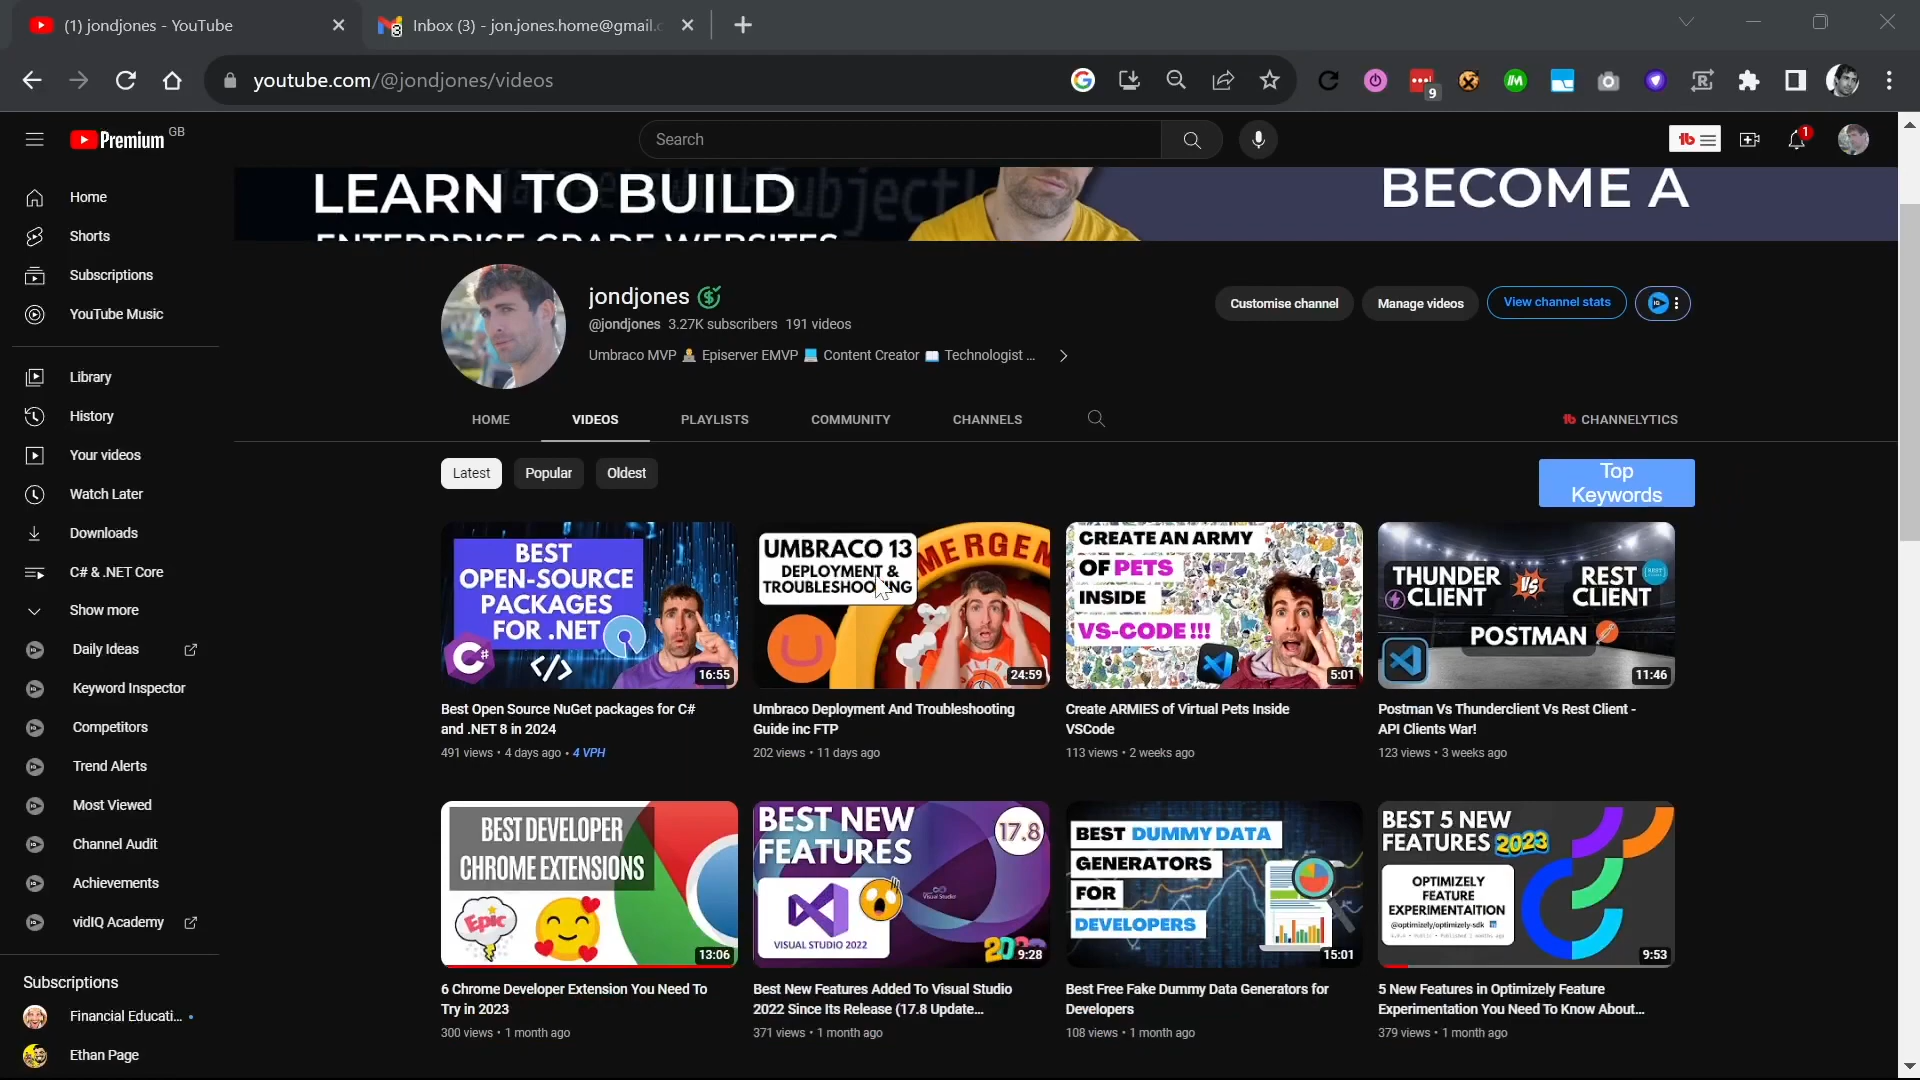 (1) jondjones - YouTube
Inbox (3) - jon.jones.home@gmail.c
youtube.com/@jondjones/videos
9
Premium GB
Search
1
Home
Shorts
Subscriptions
YouTube Music
Library
History
Your videos
Watch Later
Downloads
C# & .NET Core
Show more
Daily Ideas
Keyword Inspector
Competitors
Trend Alerts
Most Viewed
Channel Audit
Achievements
vidIQ Academy
Subscriptions
Financial Educati...
Ethan Page
LEARN TO BUILD
ENTERPRISE GRADE WEBSITES
BECOME A
jondjones
@jondjones 3.27K subscribers 191 videos
Umbraco MVP Episerver EMVP Content Creator Technologist ...
Customise channel
Manage videos
View channel stats
HOME
VIDEOS
PLAYLISTS
COMMUNITY
CHANNELS
CHANNELYTICS
Latest
Popular
Oldest
Top
Keywords
BEST
OPEN-SOURCE
PACKAGES
FOR .NET
</>
16:55
Best Open Source NuGet packages for C#
and .NET 8 in 2024
491 views • 4 days ago • 4 VPH
UMBRACO 13
DEPLOYMENT &
TROUBLESHOOTING
MERGEN
24:59
Umbraco Deployment And Troubleshooting
Guide inc FTP
202 views • 11 days ago
CREATE AN ARMY
OF PETS
INSIDE
VS-CODE!!!
5:01
Create ARMIES of Virtual Pets Inside
VSCode
113 views • 2 weeks ago
THUNDER
CLIENT
VS
REST
CLIENT
POSTMAN
11:46
Postman Vs Thunderclient Vs Rest Client -
API Clients War!
123 views • 3 weeks ago
BEST DEVELOPER
CHROME EXTENSIONS
Epic
13:06
6 Chrome Developer Extension You Need To
Try in 2023
300 views • 1 month ago
BEST NEW
FEATURES
17.8
VISUAL STUDIO 2022
9:28
Best New Features Added To Visual Studio
2022 Since Its Release (17.8 Update...
371 views • 1 month ago
BEST DUMMY DATA
GENERATORS
FOR
DEVELOPERS
15:01
Best Free Fake Dummy Data Generators for
Developers
108 views • 1 month ago
BEST 5 NEW
FEATURES 2023
OPTIMIZELY
FEATURE
EXPERIMENTAITION
@optimizely/optimizely-sdk
9:53
5 New Features in Optimizely Feature
Experimentation You Need To Know About...
379 views • 1 month ago